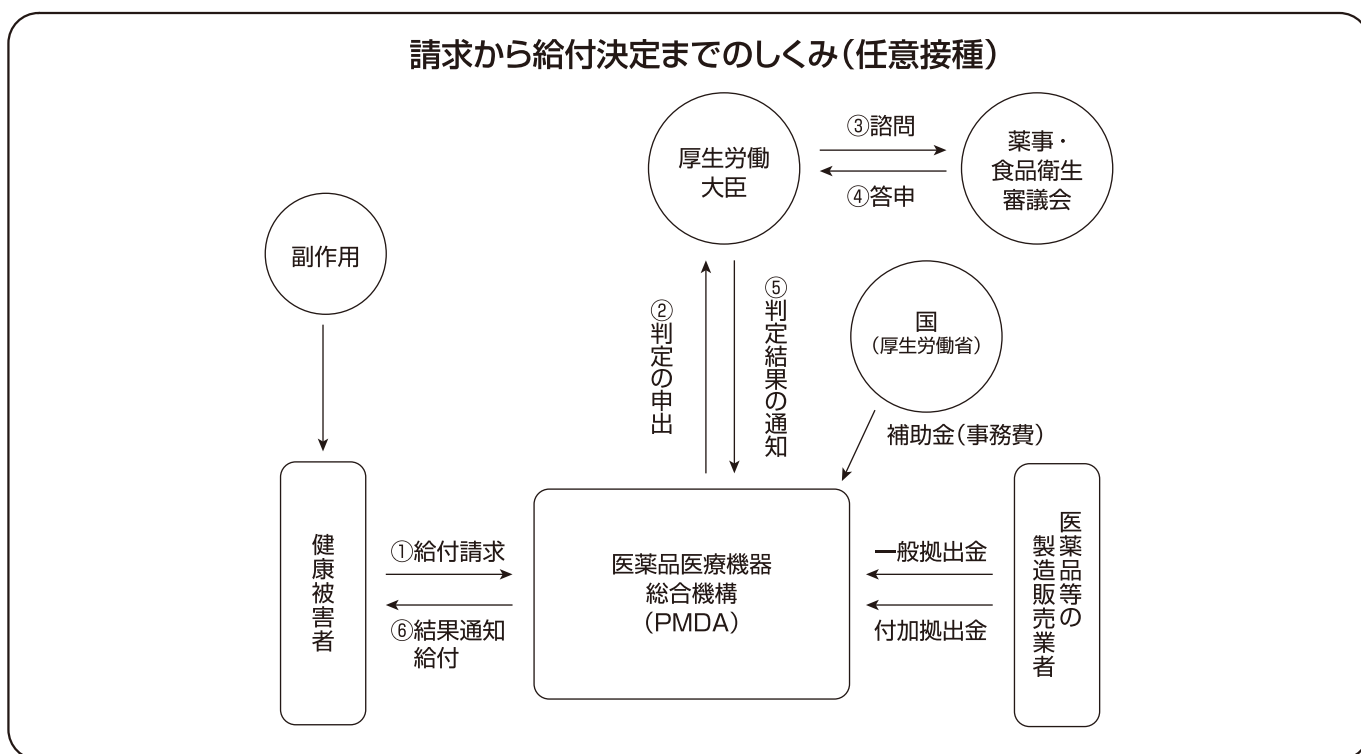 請求から給付決定までのしくみ(任意接種)
③諮問
厚生労働
大臣
薬事・
食品衛生
審議会
④答申
副作用
②判定の申出
⑤判定結果の通知
国
(厚生労働省)
補助金(事務費)
健康被害者
①給付請求
⑥結果通知
給付
医薬品医療機器
総合機構
(PMDA)
一般拠出金
付加拠出金
医薬品等の
製造販売業者